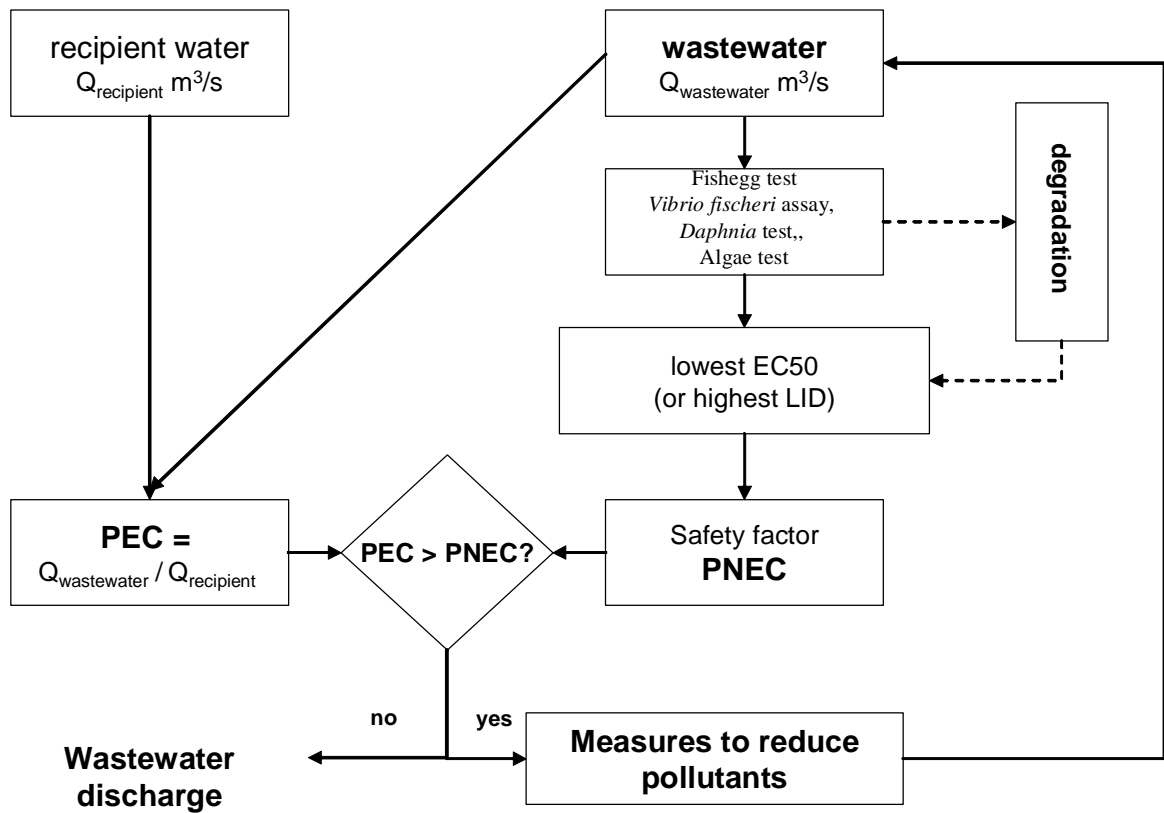 recipient water
Q_recipient m³/s
wastewater
Q_wastewater m³/s
Fishegg test
Vibrio fischeri assay,
Daphnia test,,
Algae test
degradation
lowest EC50
(or highest LID)
PEC =
Q_wastewater / Q_recipient
PEC > PNEC?
Safety factor
PNEC
no
yes
Wastewater
discharge
Measures to reduce
pollutants